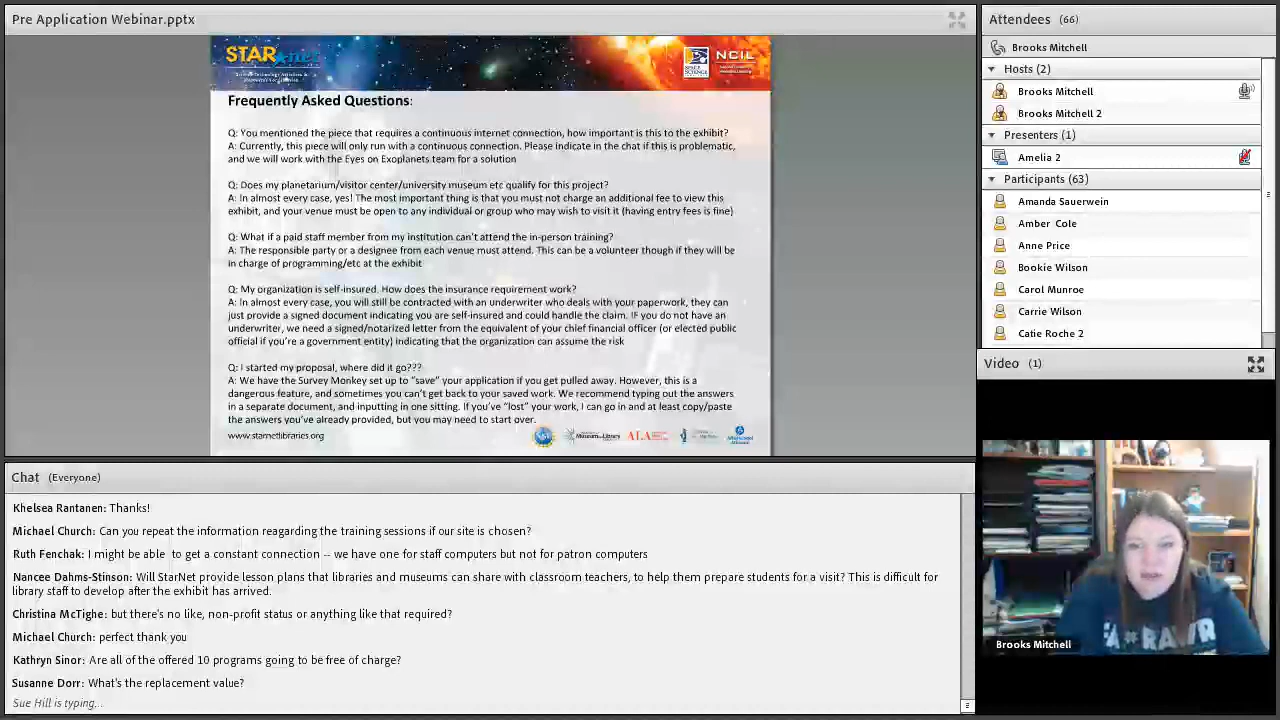 Pre Application Webinar.pptx
STAR net
SPACE SCIENCE
NCIL
Frequently Asked Questions:
Q: You mentioned the piece that requires a continuous internet connection, how important is this to the exhibit?
A: Currently, this piece will only run with a continuous connection. Please indicate in the chat if this is problematic,
and we will work with the Eyes on Exoplanets team for a solution
Q: Does my planetarium/visitor center/university museum etc qualify for this project?
A: In almost every case, yes! The most important thing is that you must not charge an additional fee to view this
exhibit, and your venue must be open to any individual or group who may wish to visit it (having entry fees is fine)
Q: What if a paid staff member from my institution can't attend the in-person training?
A: The responsible party or a designee from each venue must attend. This can be a volunteer though if they will be
in charge of programming/etc at the exhibit
Q: My organization is self-insured. How does the insurance requirement work?
A: In almost every case, you will still be contracted with an underwriter who deals with your paperwork, they can
just provide a signed document indicating you are self-insured and could handle the claim. IF you do not have an
underwriter, we need a signed/notarized letter from the equivalent of your chief financial officer (or elected public
official if you're a government entity) indicating that the organization can assume the risk
Q: I started my proposal, where did it go???
A: We have the Survey Monkey set up to "save" your application if you get pulled away. However, this is a
dangerous feature, and sometimes you can't get back to your saved work. We recommend typing out the answers
in a separate document, and inputting in one sitting. If you've "lost" your work, I can go in and at least copy/paste
the answers you've already provided, but you may need to start over.
www.starnetlibraries.org
Museum and Library
ALA
Chat (Everyone)
Khelsea Rantanen: Thanks!
Michael Church: Can you repeat the information reagarding the training sessions if our site is chosen?
Ruth Fenchak: I might be able to get a constant connection -- we have one for staff computers but not for patron computers
Nancee Dahms-Stinson: Will StarNet provide lesson plans that libraries and museums can share with classroom teachers, to help them prepare students for a visit? This is difficult for
library staff to develop after the exhibit has arrived.
Christina McTighe: but there's no like, non-profit status or anything like that required?
Michael Church: perfect thank you
Kathryn Sinor: Are all of the offered 10 programs going to be free or charge?
Susanne Dorr: What's the replacement value?
Sue Hill is typing...
Attendees (66)
Brooks Mitchell
Hosts (2)
Brooks Mitchell
Brooks Mitchell 2
Presenters (1)
Amelia 2
Participants (63)
Amanda Sauerwein
Amber Cole
Anne Price
Bookie Wilson
Carol Munroe
Carrie Wilson
Catie Roche 2
Video (1)
Brooks Mitchell